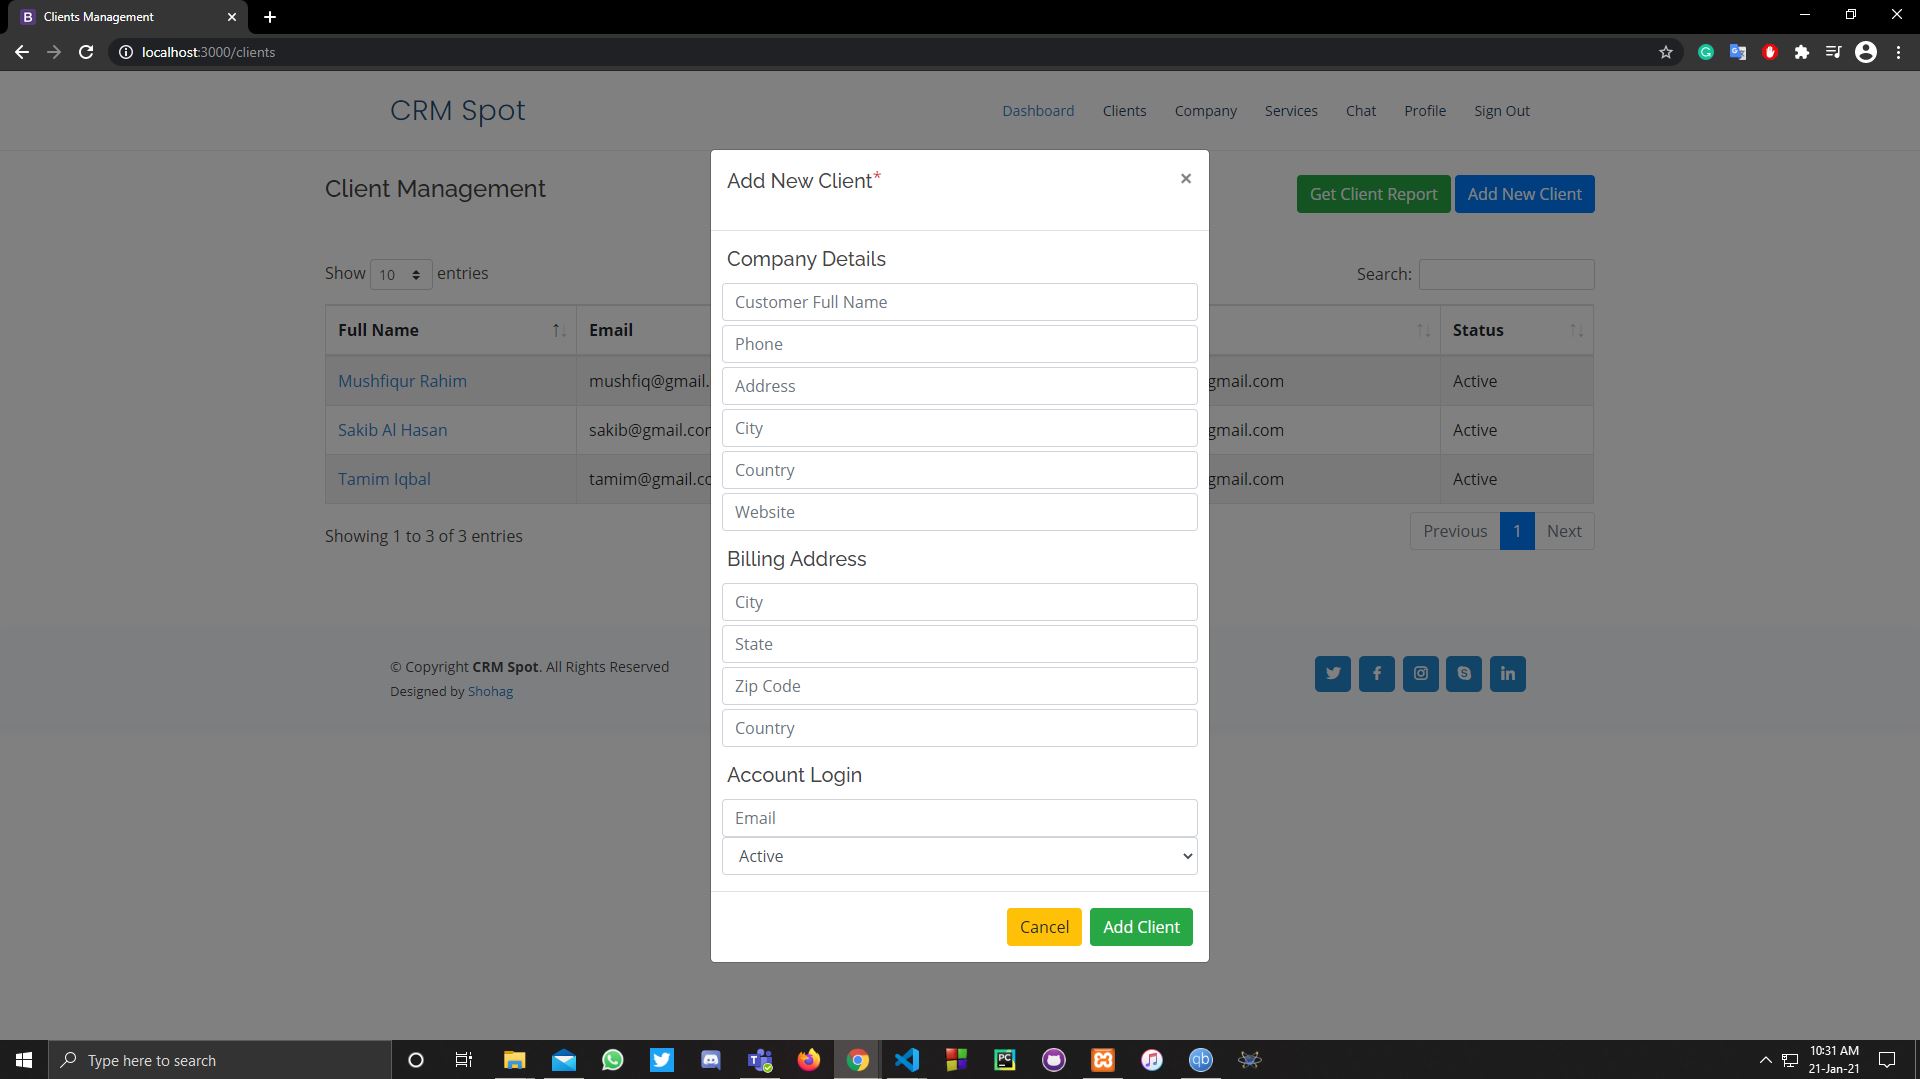 Clients Management
localhost:3000/clients
CRM Spot
Dashboard Clients Company Services Chat Profile Sign Out
Client Management
Get Client Report Add New Client
Show 10 entries
Search:
Full Name Email Status
Mushfiqur Rahim mushfiq@gmail. gmail.com Active
Sakib Al Hasan sakib@gmail.com gmail.com Active
Tamim Iqbal tamim@gmail.co gmail.com Active
Showing 1 to 3 of 3 entries
Previous 1 Next
© Copyright CRM Spot. All Rights Reserved
Designed by Shohag
Add New Client* ×
Company Details
Customer Full Name
Phone
Address
City
Country
Website
Billing Address
City
State
Zip Code
Country
Account Login
Email
Active
Cancel Add Client
Type here to search
10:31 AM
21-Jan-21